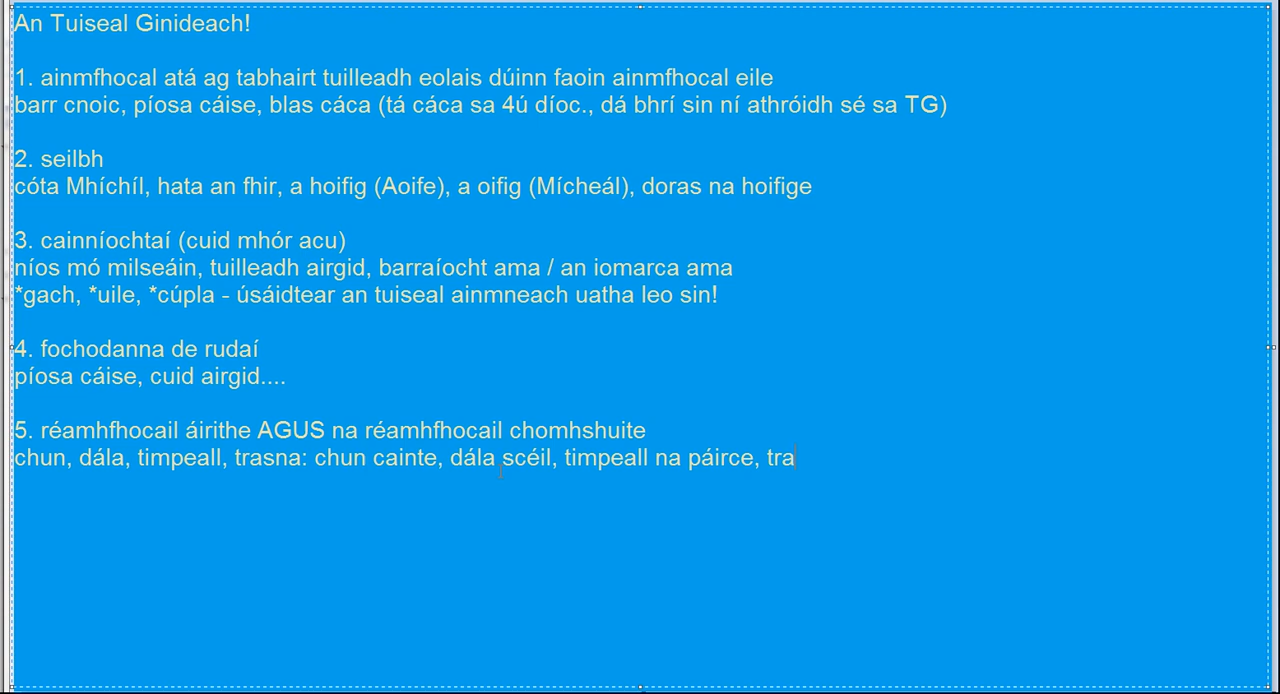 An Tuiseal Ginideach!
1. ainmfhocal atá ag tabhairt tuilleadh eolais dúinn faoin ainmfhocal eile
barr cnoic, píosa cáise, blas cáca (tá cáca sa 4ú díoc., dá bhrí sin ní athróidh sé sa TG)
2. seilbh
cóta Mhíchíl, hata an fhir, a hoifig (Aoife), a oifig (Mícheál), doras na hoifige
3. cainníochtaí (cuid mhór acu)
níos mó milseáin, tuilleadh airgid, barraíocht ama / an iomarca ama
*gach, *uile, *cúpla - úsáidtear an tuiseal ainmneach uatha leo sin!
4. fochodanna de rudaí
píosa cáise, cuid airgid....
5. réamhfhocail áirithe AGUS na réamhfhocail chomhshuite
chun, dála, timpeall, trasna: chun cainte, dála scéil, timpeall na páirce, tra